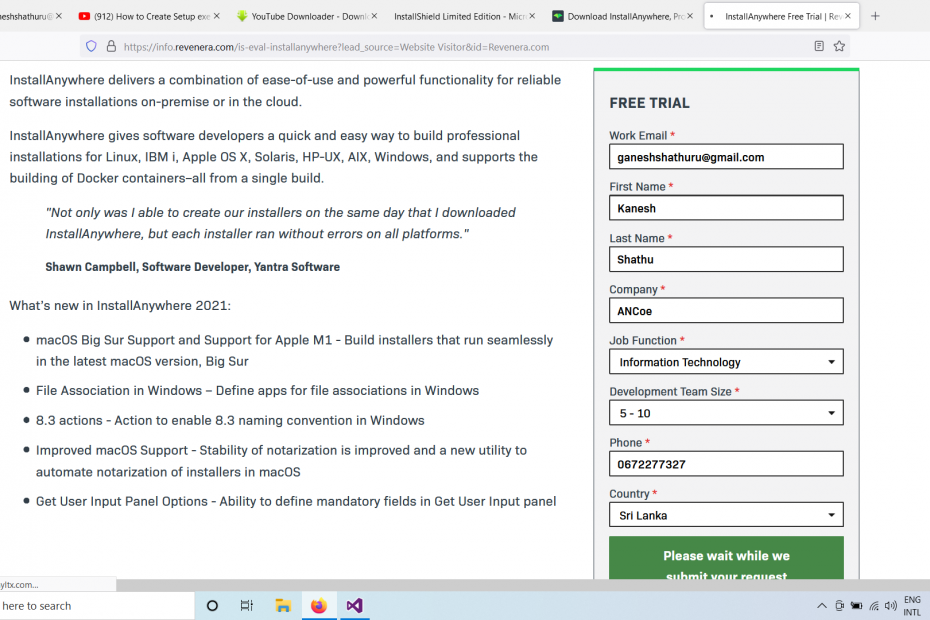 neshshathuru@
(912) How to Create Setup exe
YouTube Downloader - Downl
InstallShield Limited Edition - Micr
Download InstallAnywhere, Pr
InstallAnywhere Free Trial | Rev
https://info.revenera.com/is-eval-installanywhere?lead_source=Website Visitor&id=Revenera.com
InstallAnywhere delivers a combination of ease-of-use and powerful functionality for reliable
software installations on-premise or in the cloud.
InstallAnywhere gives software developers a quick and easy way to build professional
installations for Linux, IBM i, Apple OS X, Solaris, HP-UX, AIX, Windows, and supports the
building of Docker containers–all from a single build.
"Not only was I able to create our installers on the same day that I downloaded
InstallAnywhere, but each installer ran without errors on all platforms."
Shawn Campbell, Software Developer, Yantra Software
What's new in InstallAnywhere 2021:
• macOS Big Sur Support and Support for Apple M1 - Build installers that run seamlessly
in the latest macOS version, Big Sur
• File Association in Windows – Define apps for file associations in Windows
• 8.3 actions - Action to enable 8.3 naming convention in Windows
• Improved macOS Support - Stability of notarization is improved and a new utility to
automate notarization of installers in macOS
• Get User Input Panel Options - Ability to define mandatory fields in Get User Input panel
FREE TRIAL
Work Email *
ganeshshathuru@gmail.com
First Name *
Kanesh
Last Name *
Shathu
Company *
ANCoe
Job Function *
Information Technology
Development Team Size *
5 - 10
Phone *
0672277327
Country *
Sri Lanka
Please wait while we
submit your request
yltx.com...
here to search
ENG
INTL